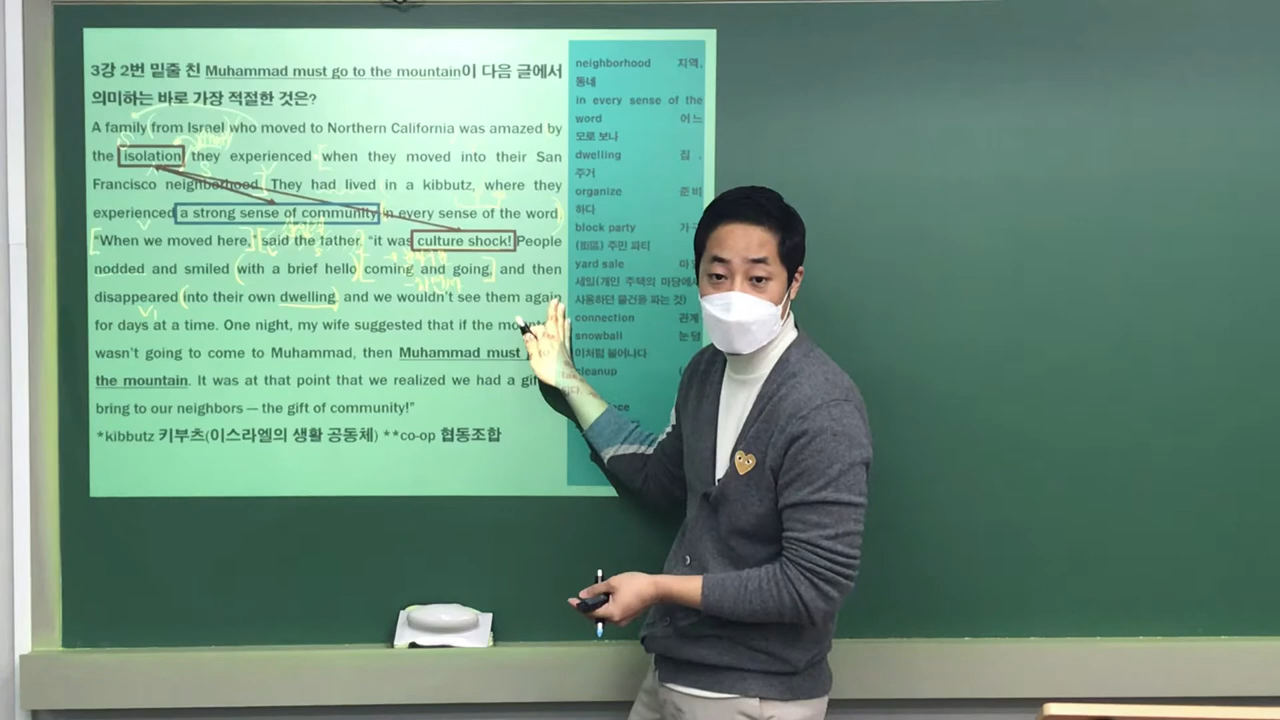 3강 2번 밑줄 친 Muhammad must go to the mountain이 다음 글에서
의미하는 바로 가장 적절한 것은?
A family from Israel who moved to Northern California was amazed by
the isolation they experienced when they moved into their San
Francisco neighborhood. They had lived in a kibbutz, where they
experienced a strong sense of community in every sense of the word
"When we moved here," said the father. "it was culture shock! People
nodded and smiled with a brief hello coming and going, and then
disappeared into their own dwelling, and we wouldn't see them again
for days at a time. One night, my wife suggested that if the
wasn't going to come to Muhammad, then Muhammad must
the mountain. It was at that point that we realized we had a
bring to our neighbors — the gift of community!"
*kibbutz 키부츠(이스라엘의 생활 공동체) **co-op 협동조합
neighborhood 지역,
동네
in every sense of the
word 어느
모로 보나
dwelling 집,
주거
organize 준비
하다
block party
(街區) 주민 파티
yard sale
세일(개인 주택의 마당에서
사용하던 물건을 파는 것)
connection 관계
snowball 눈덩
이처럼 불어나다
cleanup